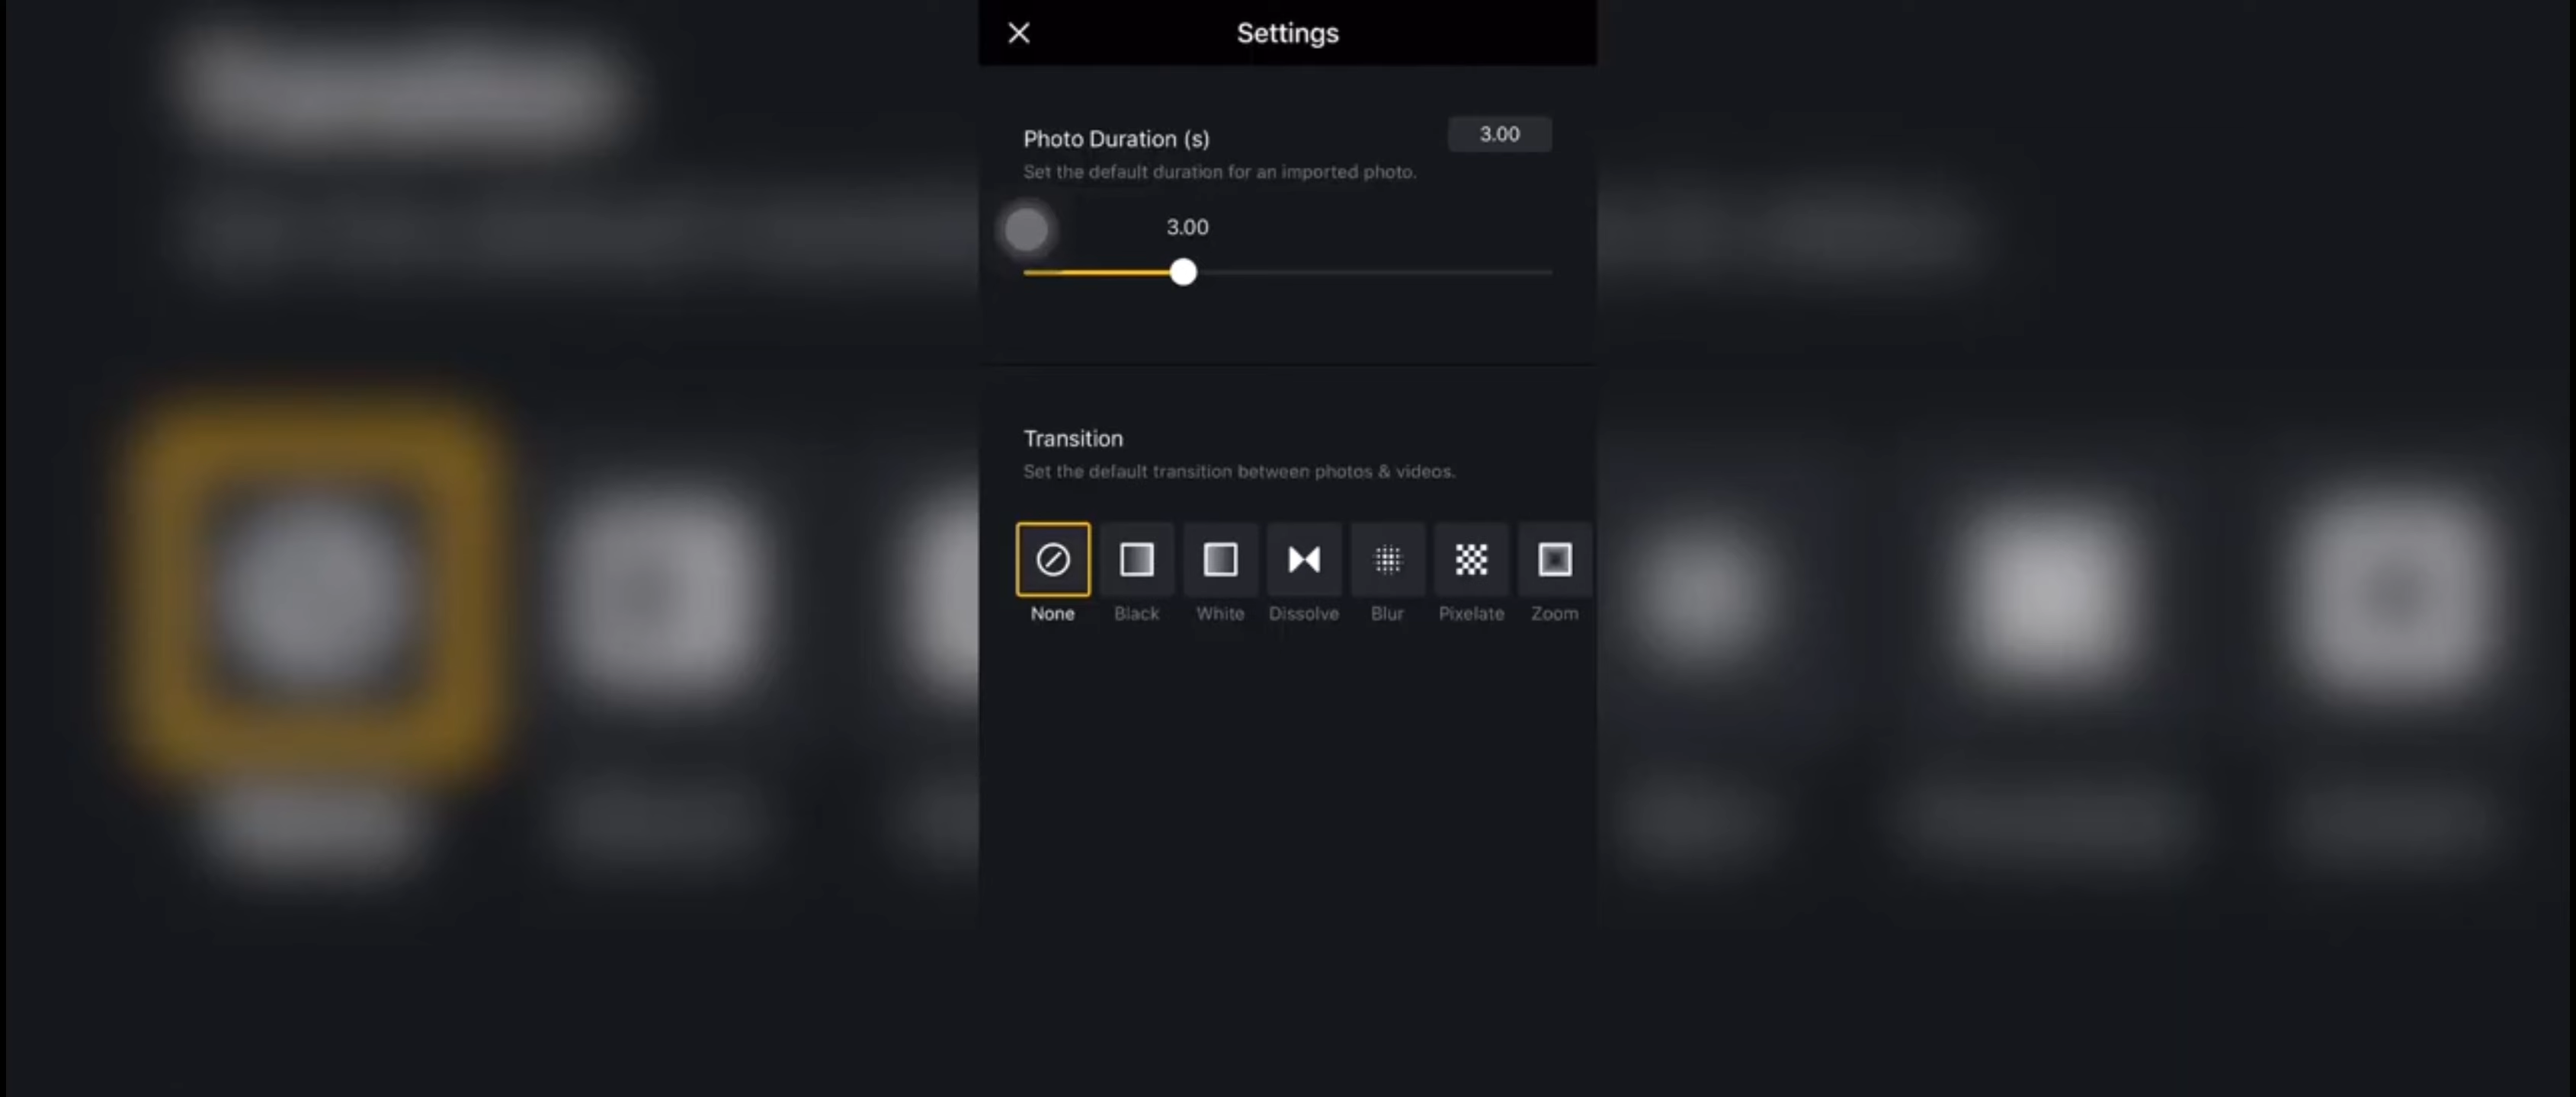 Settings
Photo Duration (s)
3.00
Set the default duration for an imported photo.
3.00
Transition
Set the default transition between photos & videos.
None
Black
White
Dissolve
Blur
Pixelate
Zoom